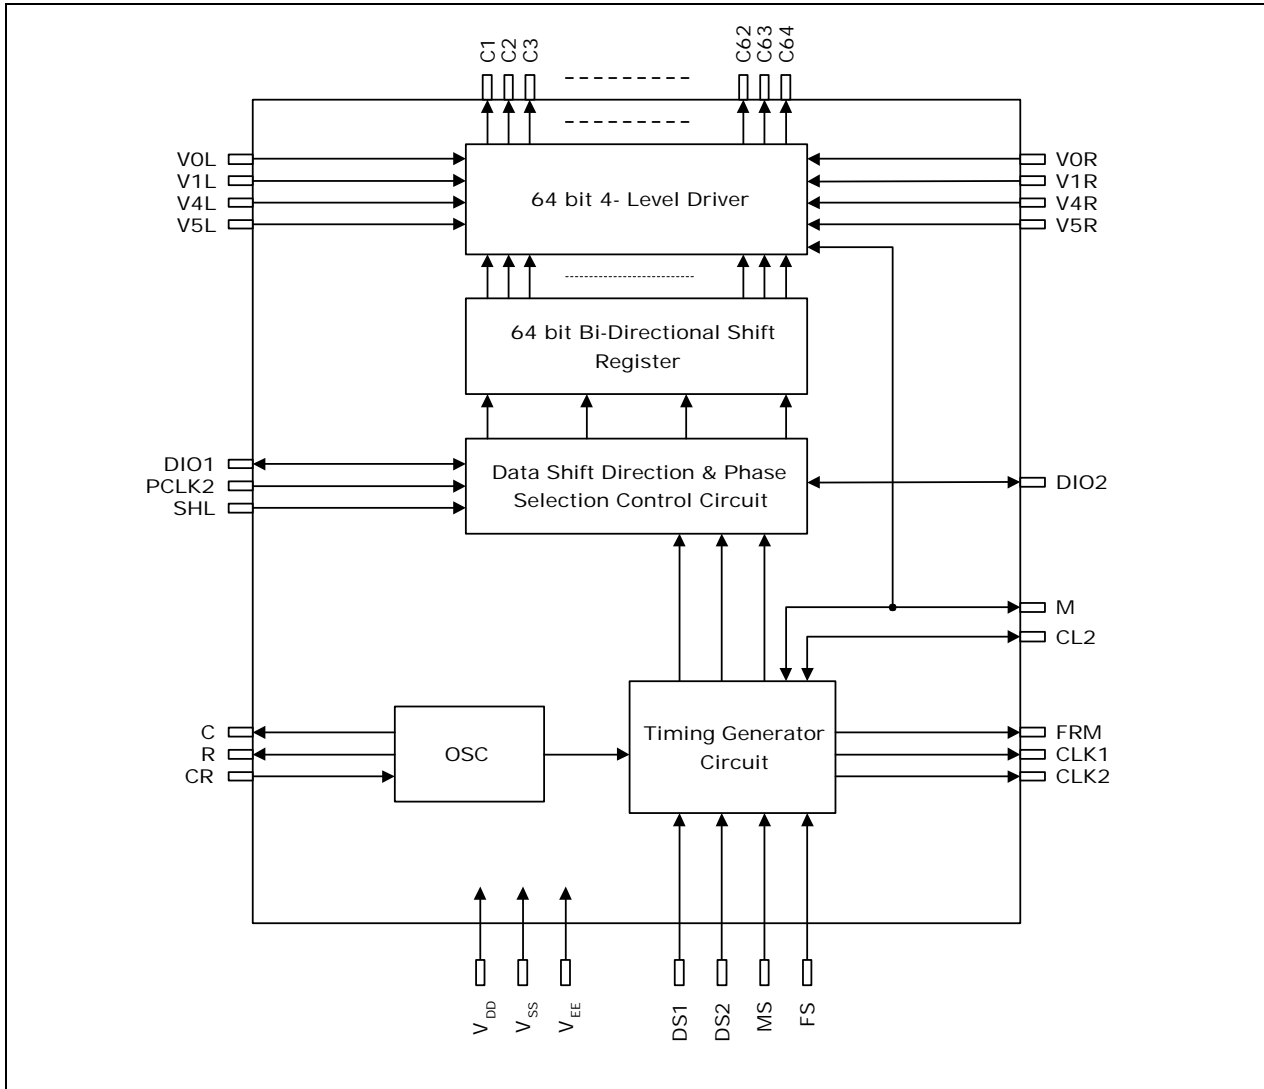 C1
C2
C3
C62
C63
C64
V0L
V1L
V4L
V5L
64 bit 4- Level Driver
V0R
V1R
V4R
V5R
64 bit Bi-Directional Shift
Register
DIO1
PCLK2
SHL
Data Shift Direction & Phase
Selection Control Circuit
DIO2
M
CL2
C
R
CR
OSC
Timing Generator
Circuit
FRM
CLK1
CLK2
VDD
VSS
VEE
DS1
DS2
MS
FS